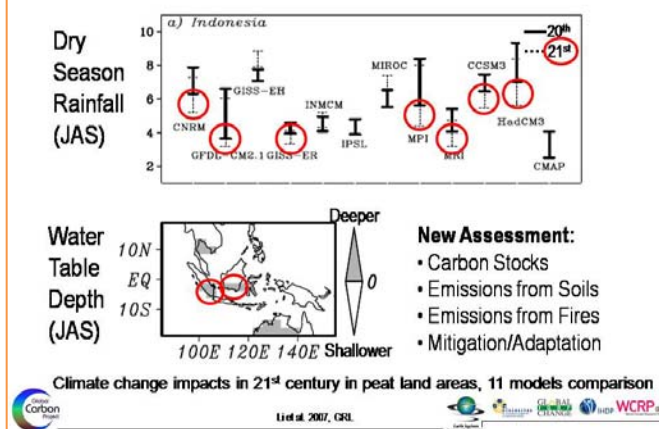 Dry
Season
Rainfall
(JAS)
a) Indonesia
10
8
6
4
2
20th
21st
CNRM
GFDL-CM2.1
GISS-EH
GISS-ER
INMCM
IPSL
MIROC
MPI
MRI
CCSM3
HadCM3
CMAP
Water
Table
Depth
(JAS)
10N
EQ
10S
100E 120E 140E
Deeper
0
Shallower
New Assessment:
• Carbon Stocks
• Emissions from Soils
• Emissions from Fires
• Mitigation/Adaptation
Climate change impacts in 21st century in peat land areas, 11 models comparison
Global
Carbon
Project
Li et al. 2007, GRL
GLOBAL
CHANGE
IHDP
WCRP